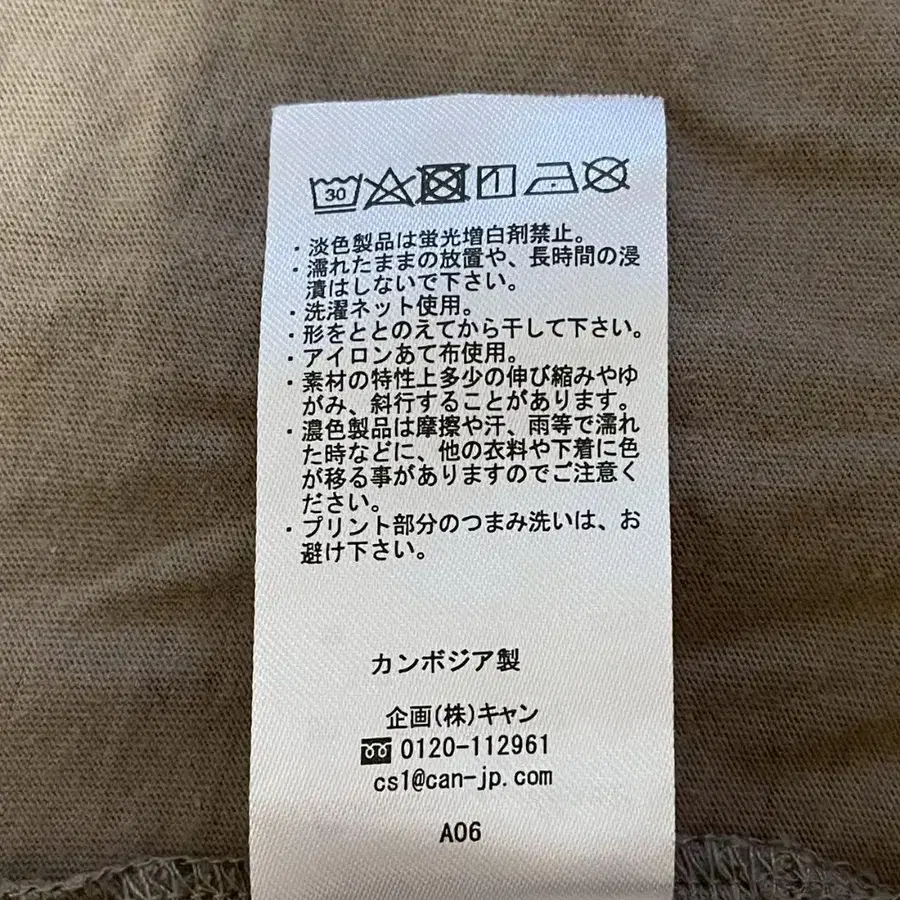 30
・淡色製品は蛍光増白剤禁止。
・濡れたままの放置や、長時間の浸
漬はしないで下さい。
・洗濯ネット使用。
・形をととのえてから干して下さい。
・アイロンあて布使用。
・素材の特性上多少の伸び縮みやゆ
がみ、斜行することがあります。
・濃色製品は摩擦や汗、雨等で濡れ
た時などに、他の衣料や下着に色
が移る事がありますのでご注意く
ださい。
・プリント部分のつまみ洗いは、お
避け下さい。
カンボジア製
企画(株)キャン
0120-112961
cs1@can-jp.com
A06